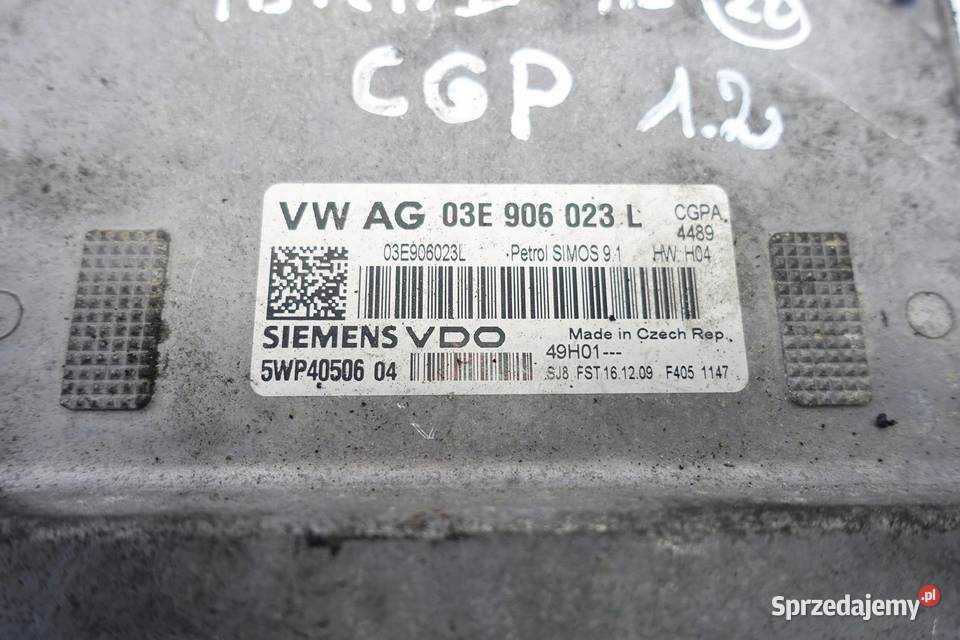 20
CGP 1.2
VW AG 03E 906 023 L CGPA
4489
03E906023L Petrol SIMOS 9.1 HW: H04
SIEMENS VDO Made in Czech Rep.
49H01---
5WP40506 04 SJ8 FST 16.12.09 F405 1147
Sprzedajemy.pl